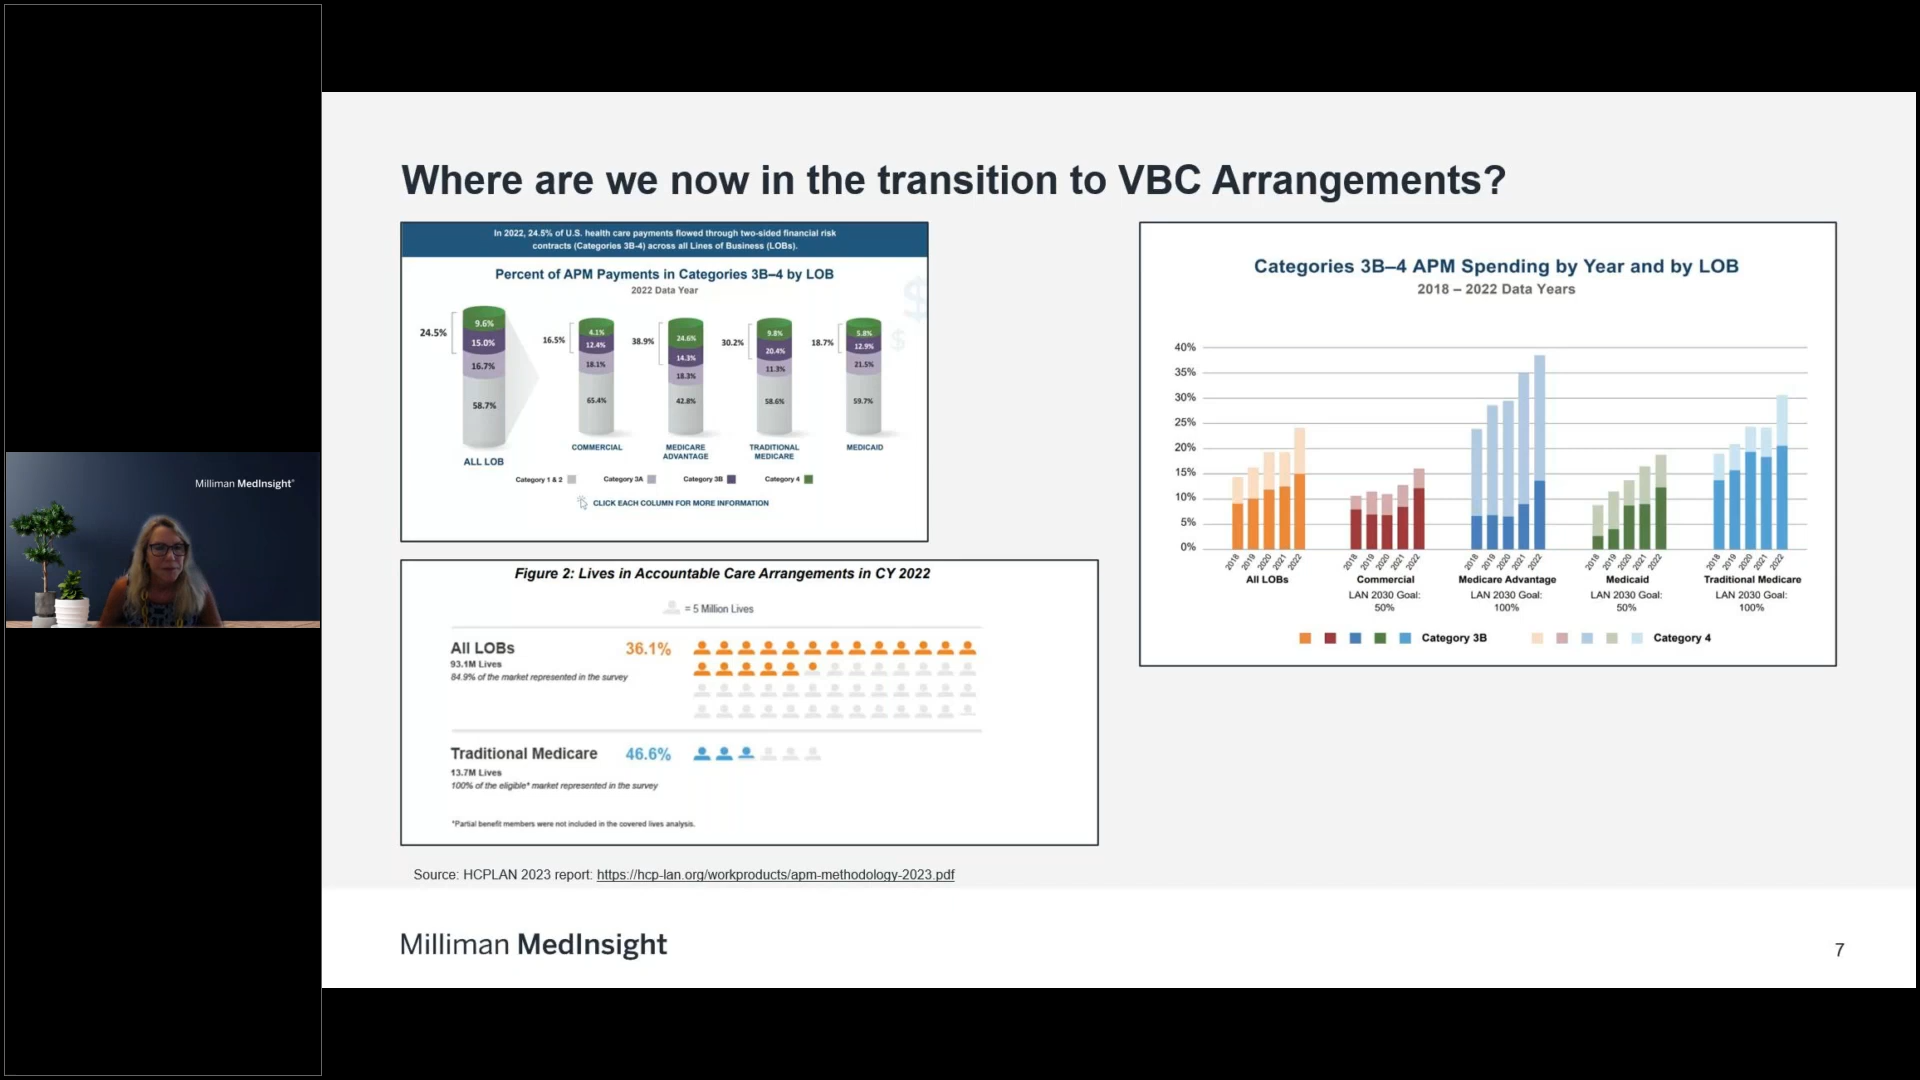 Milliman MedInsight®
Where are we now in the transition to VBC Arrangements?
In 2022, 24.5% of U.S. health care payments flowed through two-sided financial risk
contracts (Categories 3B-4) across all Lines of Business (LOBs).
Percent of APM Payments in Categories 3B–4 by LOB
2022 Data Year
24.5%
9.6%
15.0%
16.7%
58.7%
ALL LOB
16.5%
4.1%
12.4%
18.1%
65.4%
COMMERCIAL
38.9%
24.6%
14.3%
18.3%
42.8%
MEDICARE
ADVANTAGE
30.2%
9.8%
20.4%
11.3%
58.6%
TRADITIONAL
MEDICARE
18.7%
5.8%
12.9%
21.5%
59.7%
MEDICAID
Category 1 & 2 Category 3A Category 3B Category 4
CLICK EACH COLUMN FOR MORE INFORMATION
$
$
Figure 2: Lives in Accountable Care Arrangements in CY 2022
= 5 Million Lives
All LOBs 36.1%
93.1M Lives
84.9% of the market represented in the survey
Traditional Medicare 46.6%
13.7M Lives
100% of the eligible* market represented in the survey
*Partial benefit members were not included in the covered lives analysis.
Categories 3B–4 APM Spending by Year and by LOB
2018 – 2022 Data Years
40%
35%
30%
25%
20%
15%
10%
5%
0%
2018 2019 2020 2021 2022 2018 2019 2020 2021 2022 2018 2019 2020 2021 2022 2018 2019 2020 2021 2022 2018 2019 2020 2021 2022
All LOBs Commercial Medicare Advantage Medicaid Traditional Medicare
LAN 2030 Goal: LAN 2030 Goal: LAN 2030 Goal: LAN 2030 Goal:
50% 100% 50% 100%
Category 3B Category 4
Source: HCPLAN 2023 report: https://hcp-lan.org/workproducts/apm-methodology-2023.pdf
Milliman MedInsight
7